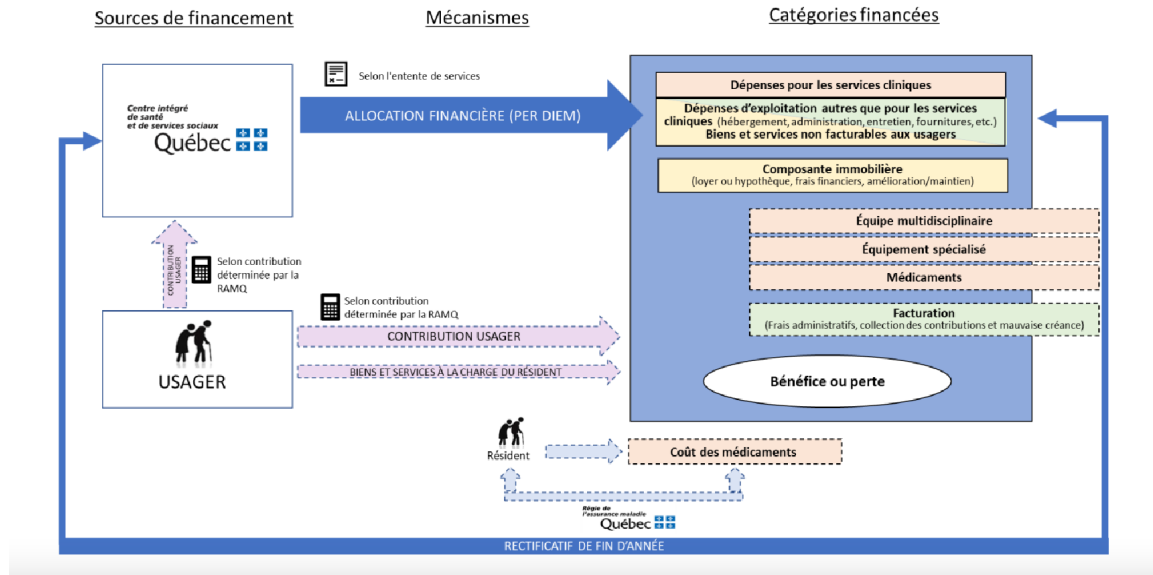 Sources de financement
Mécanismes
Catégories financées
Selon l'entente de services
ALLOCATION FINANCIÈRE (PER DIEM)
Centre intégré
de santé
et de services sociaux
Québec
Dépenses pour les services cliniques
Dépenses d'exploitation autres que pour les services
cliniques (hébergement, administration, entretien, fournitures, etc.)
Biens et services non facturables aux usagers
Composante immobilière
(loyer ou hypothèque, frais financiers, amélioration/maintien)
Équipe multidisciplinaire
Équipement spécialisé
Médicaments
Facturation
(Frais administratifs, collection des contributions et mauvaise créance)
Bénéfice ou perte
CONTRIBUTION
USAGER
Selon contribution
déterminée par la
RAMQ
Selon contribution
déterminée par la RAMQ
CONTRIBUTION USAGER
BIENS ET SERVICES À LA CHARGE DU RÉSIDENT
USAGER
Résident
Coût des médicaments
Régie de
l'assurance maladie
Québec
RECTIFICATIF DE FIN D'ANNÉE